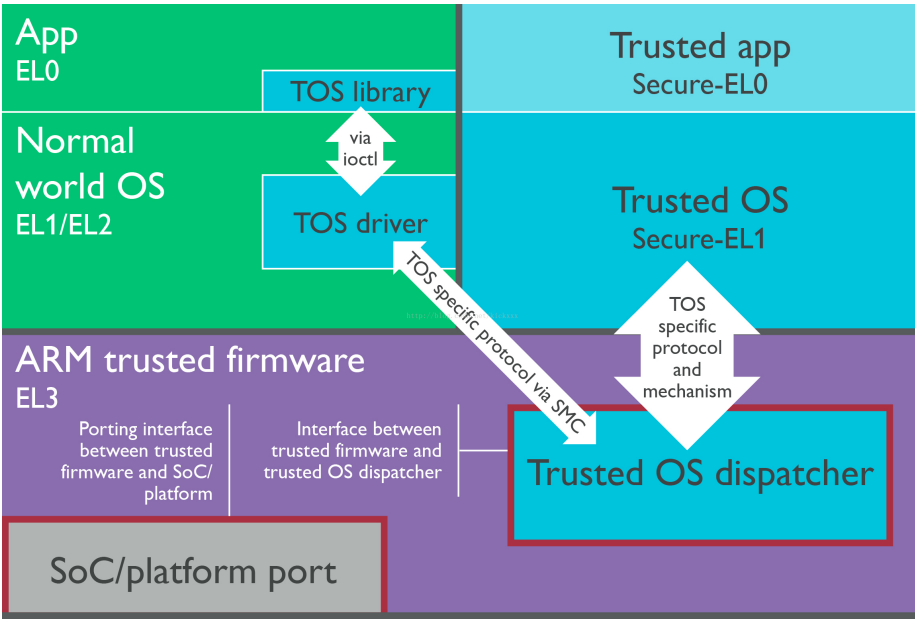 App
EL0
TOS library
Trusted app
Secure-EL0
Normal
world OS
EL1/EL2
via
ioctl
TOS driver
Trusted OS
Secure-EL1
TOS specific protocol via SMC
TOS
specific
protocol
and
mechanism
ARM trusted firmware
EL3
Porting interface
between trusted
firmware and SoC/
platform
Interface between
trusted firmware and
trusted OS dispatcher
Trusted OS dispatcher
SoC/platform port